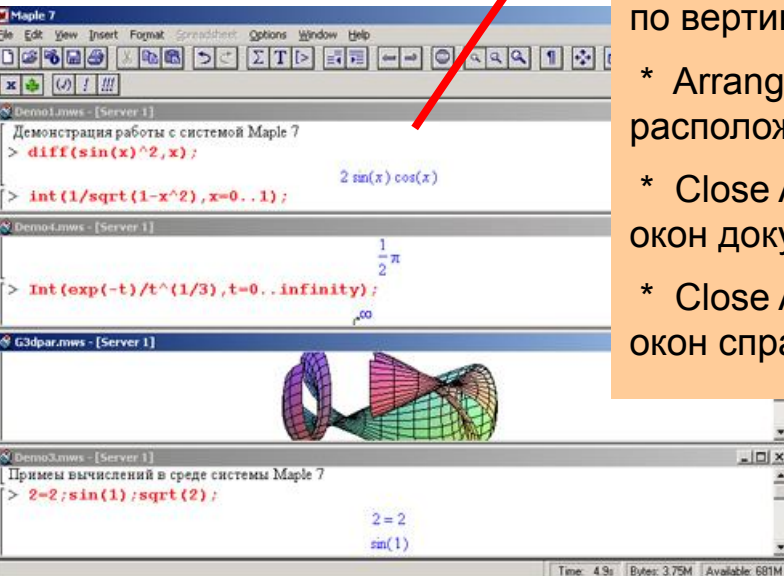 Maple 7
File Edit View Insert Format Spreadsheet Options Window Help
Demo1.mws - [Server 1]
Демонстрация работы с системой Maple 7
> diff(sin(x)^2,x);
2 sin(x) cos(x)
> int(1/sqrt(1-x^2),x=0..1);
Demo4.mws - [Server 1]
1/2 π
> Int(exp(-t)/t^(1/3),t=0..infinity);
∞
G3dpar.mws - [Server 1]
Demo3.mws - [Server 1]
Примеы вычислений в среде системы Maple 7
> 2=2;sin(1);sqrt(2);
2 = 2
sin(1)
Time: 4.9s Bytes: 3.75M Available: 681M
по верти
* Arrang
располож
* Close A
окон доку
* Close A
окон спра